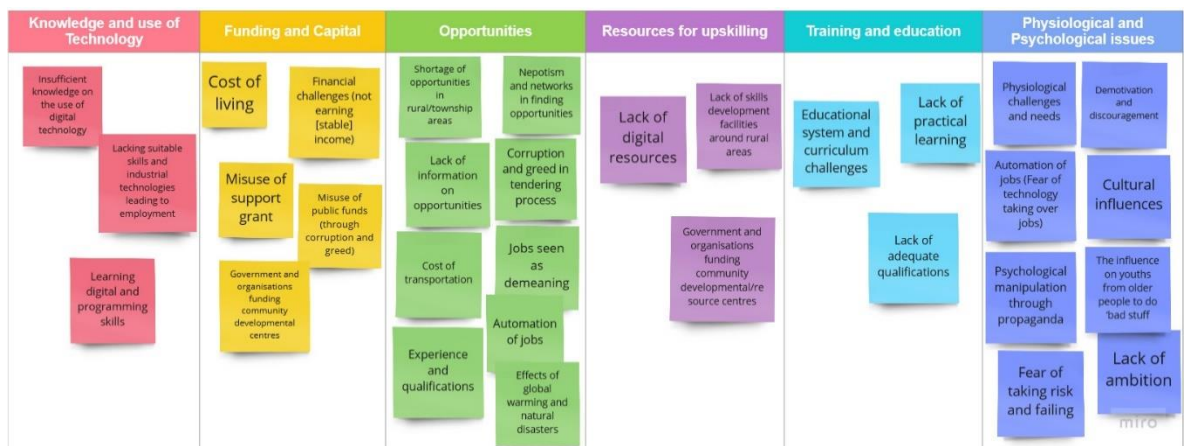 Knowledge and use of
Technology
Funding and Capital
Opportunities
Resources for upskilling
Training and education
Physiological and
Psychological issues
Insufficient
knowledge on
the use of
digital
technology
Lacking suitable
skills and
industrial
technologies
leading to
employment
Learning
digital and
programming
skills
Cost of
living
Financial
challenges (not
earning
[stable]
income)
Misuse of
support
grant
Misuse of
public funds
(through
corruption and
greed)
Government and
organisations
funding
community
developmental
centres
Shortage of
opportunities
in
rural/township
areas
Nepotism
and networks
in finding
opportunities
Lack of
information
on
opportunities
Corruption
and greed in
tendering
process
Cost of
transportation
Jobs seen
as
demeaning
Automation
of jobs
Experience
and
qualifications
Effects of
global
warming and
natural
disasters
Lack of
digital
resources
Lack of skills
development
facilities
around rural
areas
Government and
organisations
funding
community
developmental/re
source centres
Educational
system and
curriculum
challenges
Lack of
practical
learning
Lack of
adequate
qualifications
Physiological
challenges
and needs
Demotivation
and
discouragement
Automation of
jobs (Fear of
technology
taking over
jobs)
Cultural
influences
Psychological
manipulation
through
propaganda
The influence
on youths
from older
people to do
'bad stuff
Fear of
taking risk
and failing
Lack of
ambition
miro